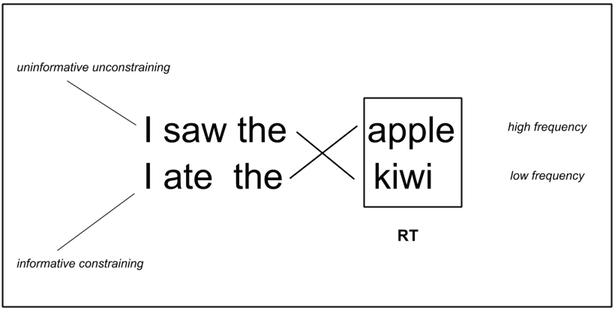 uninformative unconstraining
I saw the apple high frequency
I ate the kiwi low frequency
RT
informative constraining